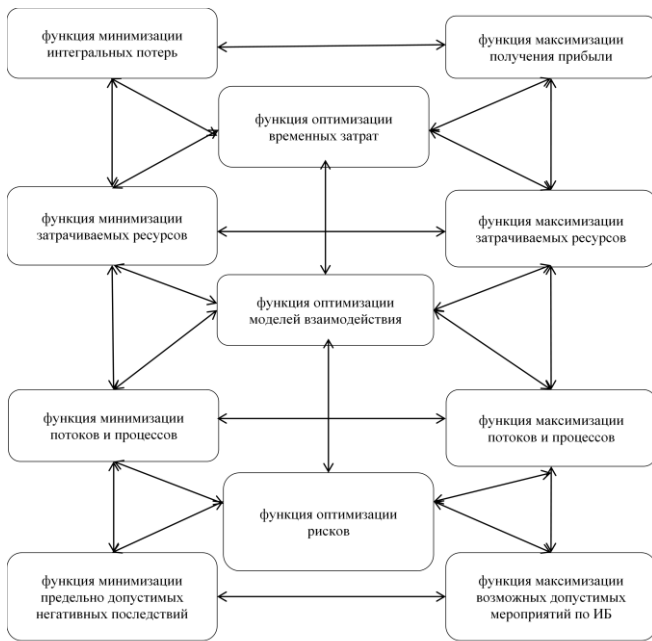 функция минимизации
интегральных потерь
функция максимизации
получения прибыли
функция оптимизации
временных затрат
функция минимизации
затрачиваемых ресурсов
функция максимизации
затрачиваемых ресурсов
функция оптимизации
моделей взаимодействия
функция минимизации
потоков и процессов
функция максимизации
потоков и процессов
функция оптимизации
рисков
функция минимизации
предельно допустимых
негативных последствий
функция максимизации
возможных допустимых
мероприятий по ИБ